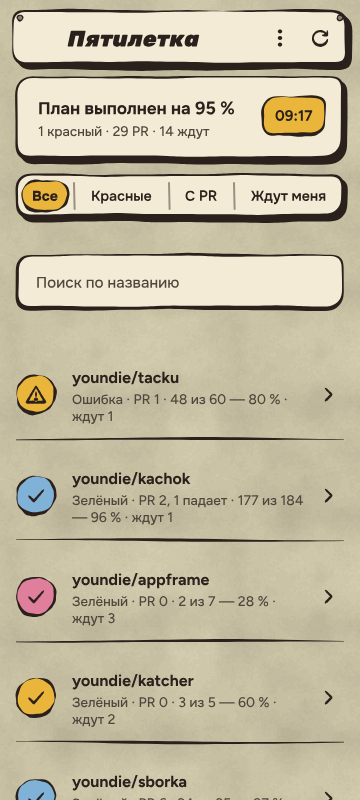 Пятилетка
План выполнен на 95 %
1 красный · 29 PR · 14 ждут
09:17
Все
Красные
С PR
Ждут меня
Поиск по названию
youndie/tacku
Ошибка · PR 1 · 48 из 60 — 80 % ·
ждут 1
youndie/kachok
Зелёный · PR 2, 1 падает · 177 из 184
— 96 % · ждут 1
youndie/appframe
Зелёный · PR 0 · 2 из 7 — 28 % ·
ждут 3
youndie/katcher
Зелёный · PR 0 · 3 из 5 — 60 % ·
ждут 2
youndie/sborka